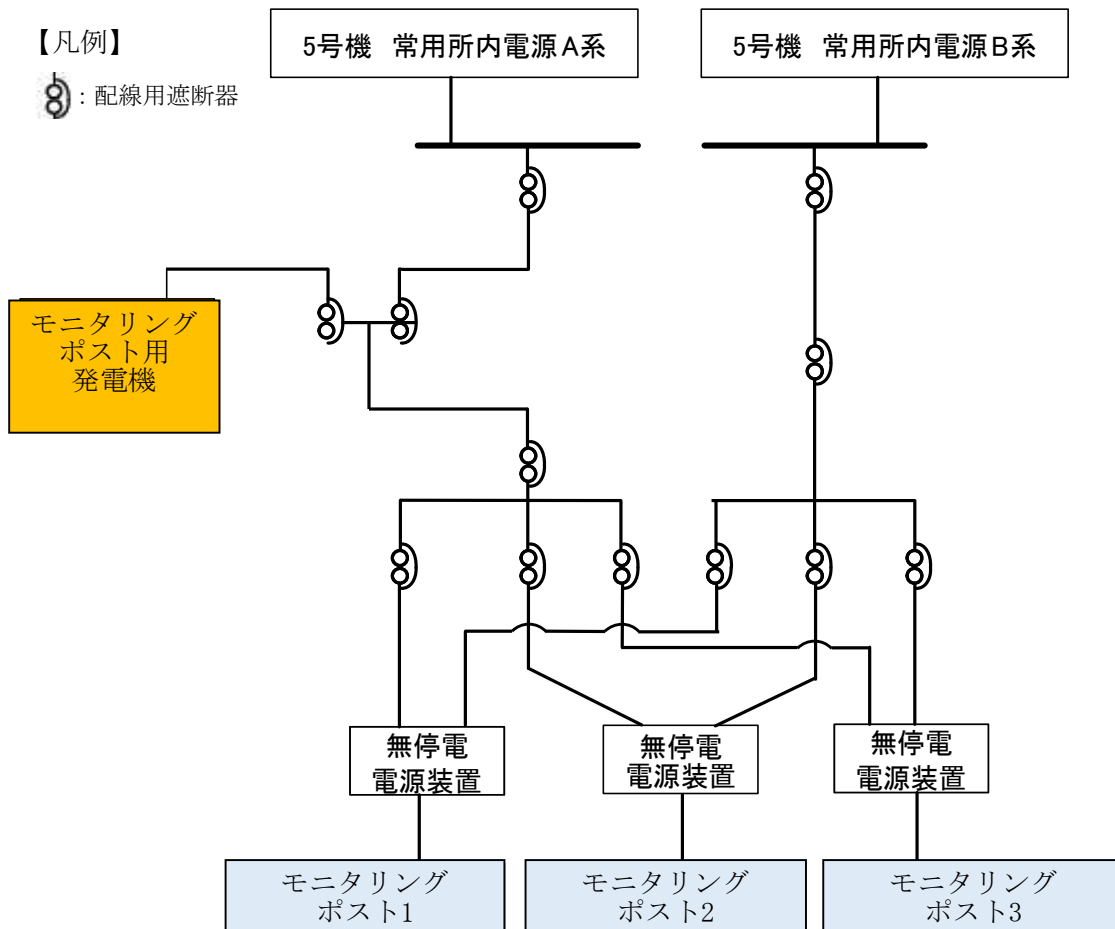 【凡例】
：配線用遮断器
5号機 常用所内電源A系
5号機 常用所内電源B系
モニタリング
ポスト用
発電機
無停電
電源装置
無停電
電源装置
無停電
電源装置
モニタリング
ポスト1
モニタリング
ポスト2
モニタリング
ポスト3